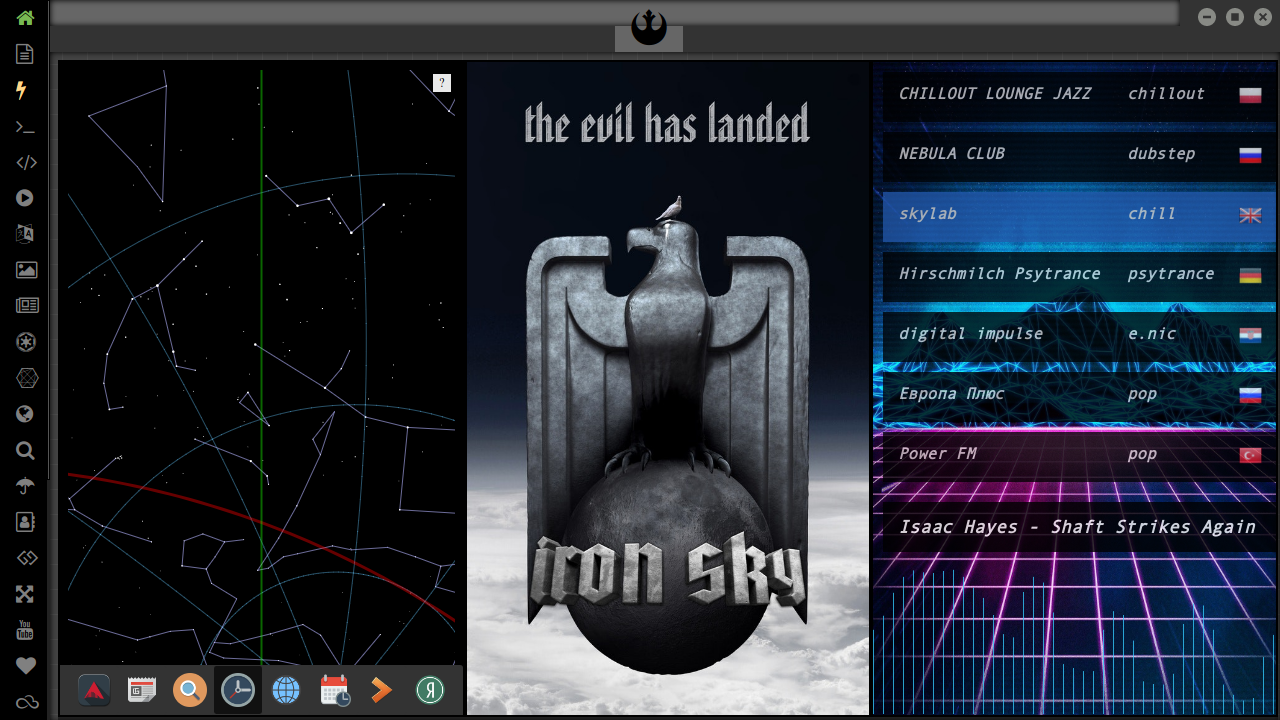 ?
the evil has landed
iron sky
CHILLOUT LOUNGE JAZZ chillout
NEBULA CLUB dubstep
skylab chill
Hirschmilch Psytrance psytrance
digital impulse e.nic
Европа Плюс pop
Power FM pop
Isaac Hayes - Shaft Strikes Again
You
Tube
Я